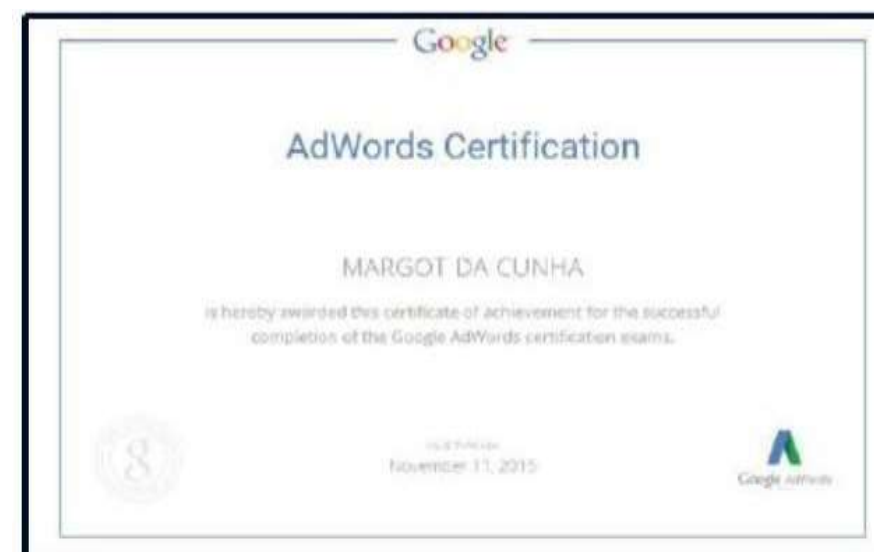 Google
AdWords Certification
MARGOT DA CUNHA
is hereby awarded this certificate of achievement for the successful
completion of the Google AdWords certification exams.
November 11, 2015
g
Google AdWords